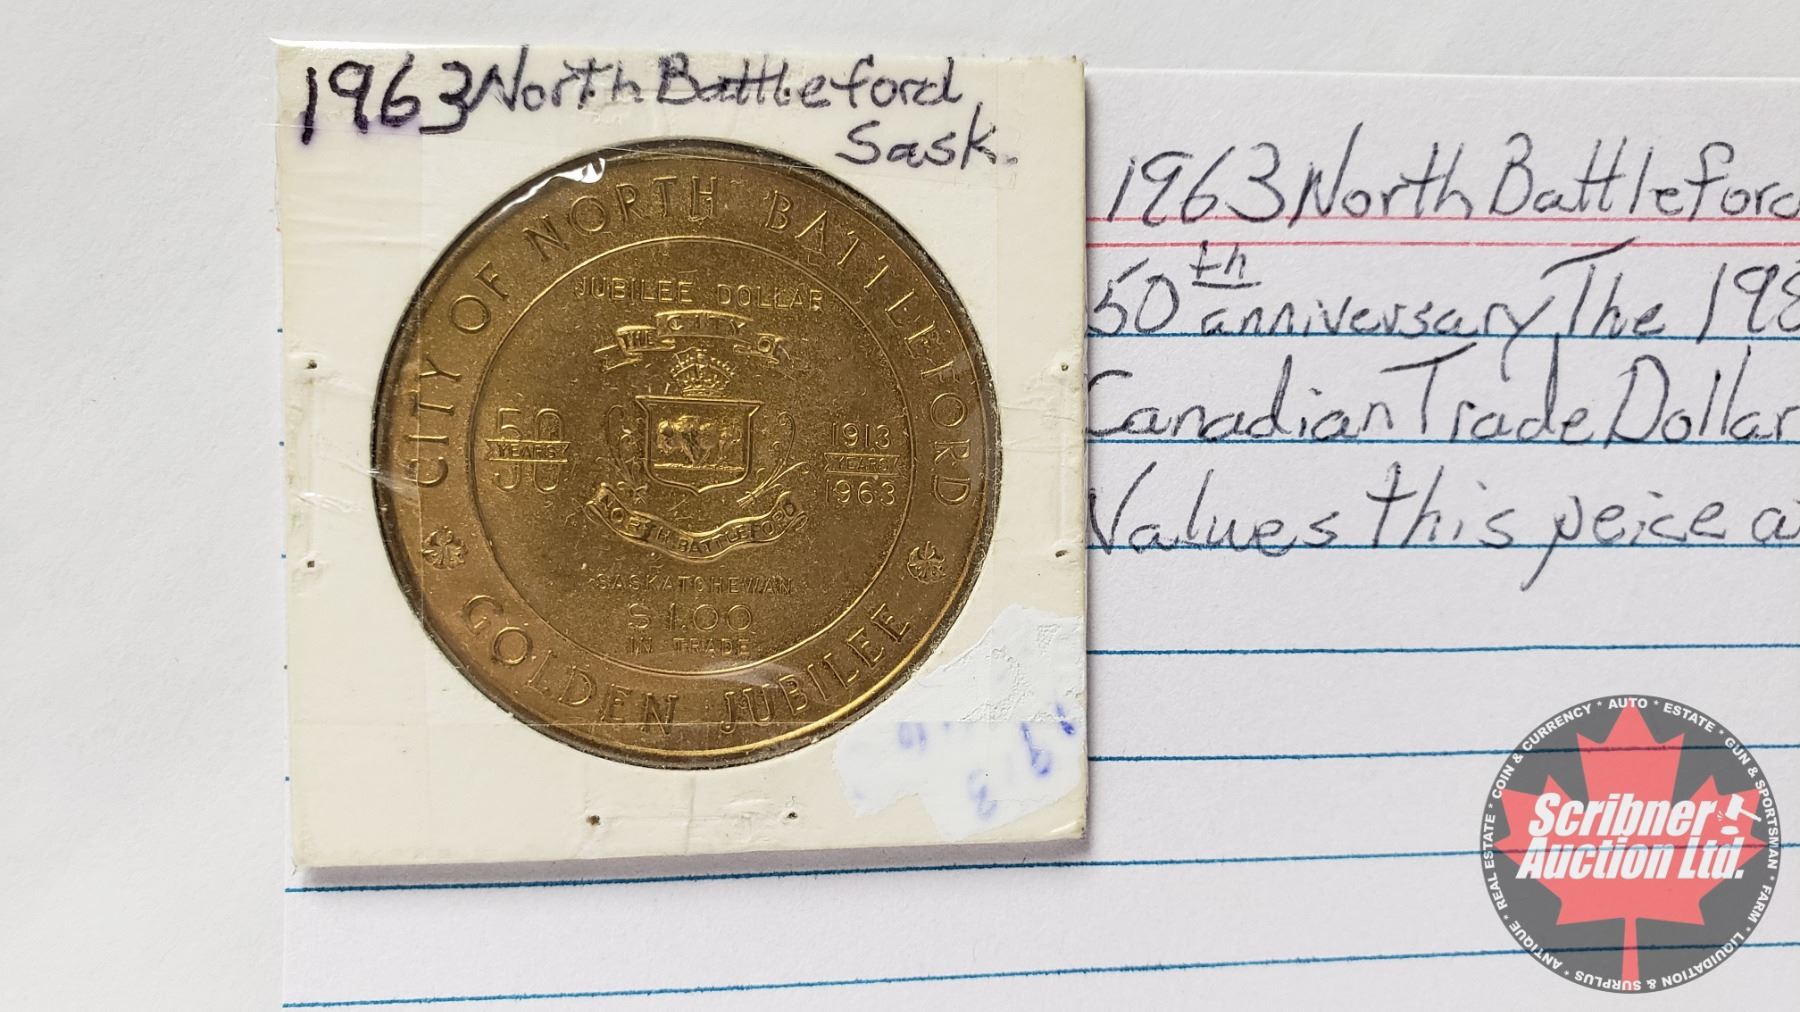 1963 North Battleford,
Sask.
CITY OF NORTH BATTLEFORD
JUBILEE DOLLAR
THE CITY O
50
YEARS
1913
YEARS
1963
NORTH BATTLEFORD
SASKATCHEWAN
$1.00
IN TRADE
GOLDEN JUBILEE
1963 North Battleford
50th anniversary, The 198
Canadian Trade Dollar
Values this peice a
COIN & CURRENCY * AUTO * ESTATE * GUN & SPORTSMAN * FARM * LIQUIDATION & SURPLUS * ANTIQUE * REAL ESTATE *
Scribner
Auction Ltd.